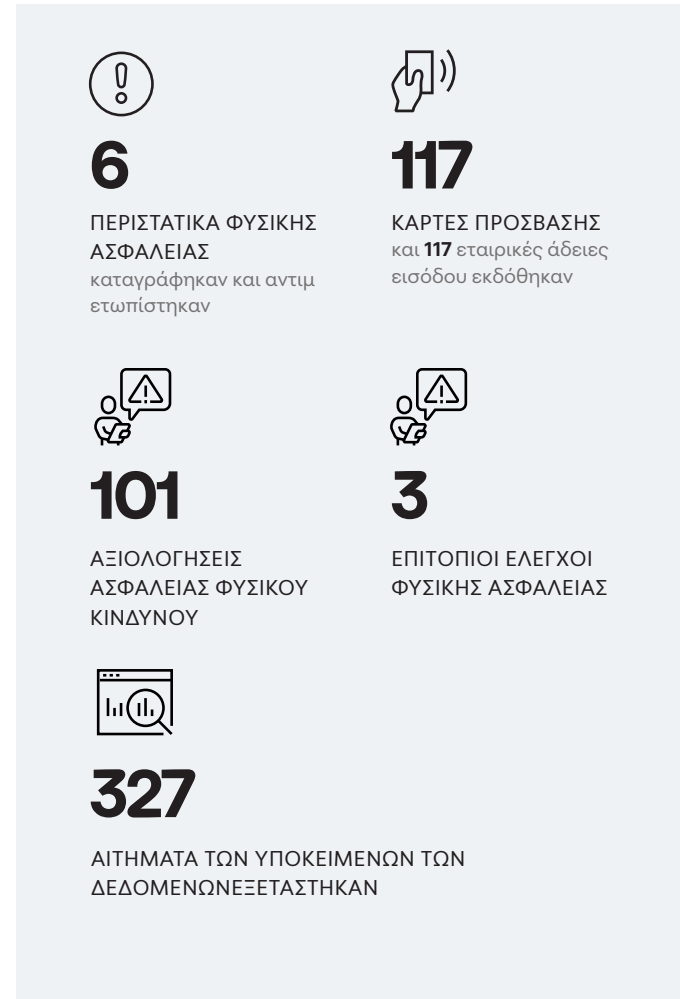 6
ΠΕΡΙΣΤΑΤΙΚΑ ΦΥΣΙΚΗΣ
ΑΣΦΑΛΕΙΑΣ
καταγράφηκαν και αντιμ
ετωπίστηκαν
117
ΚΑΡΤΕΣ ΠΡΟΣΒΑΣΗΣ
και 117 εταιρικές άδειες
εισόδου εκδόθηκαν
101
ΑΞΙΟΛΟΓΗΣΕΙΣ
ΑΣΦΑΛΕΙΑΣ ΦΥΣΙΚΟΥ
ΚΙΝΔΥΝΟΥ
3
ΕΠΙΤΟΠΙΟΙ ΕΛΕΓΧΟΙ
ΦΥΣΙΚΗΣ ΑΣΦΑΛΕΙΑΣ
327
ΑΙΤΗΜΑΤΑ ΤΩΝ ΥΠΟΚΕΙΜΕΝΩΝ ΤΩΝ
ΔΕΔΟΜΕΝΩΝΕΞΕΤΑΣΤΗΚΑΝ